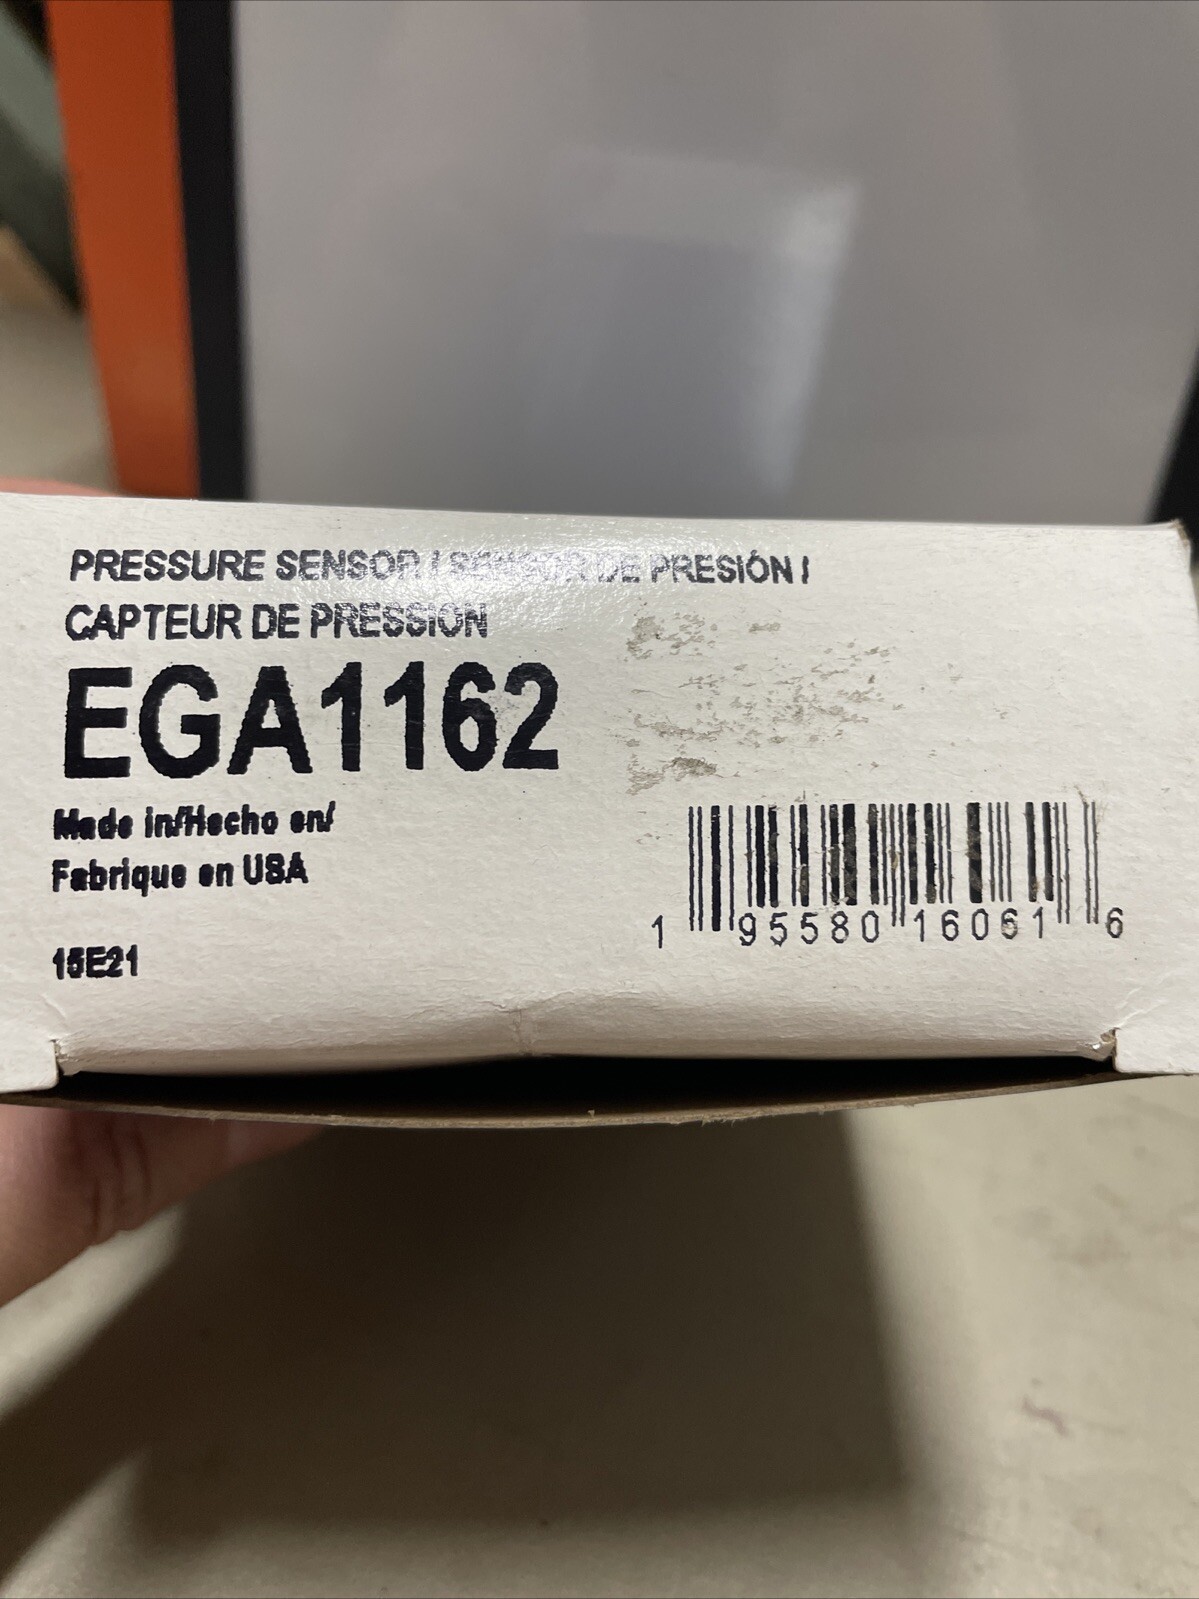 PRESSURE SENSOR / SENSOR DE PRESIÓN /
CAPTEUR DE PRESSION
EGA1162
Made in/Hecho en/
Fabrique en USA
15E21
1 95580 16061 6